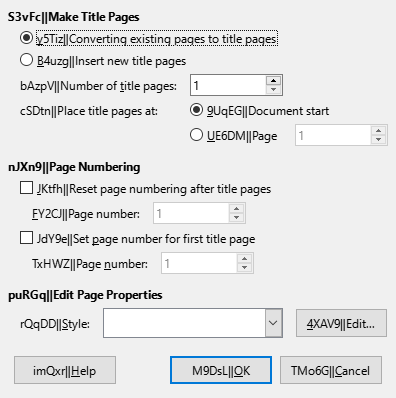 S3vFc||Make Title Pages
y5Tiz||Converting existing pages to title pages
B4uzg||Insert new title pages
bAzpV||Number of title pages: 1
cSDtn||Place title pages at: 9UqEG||Document start
UE6DM||Page 1
nJXn9||Page Numbering
JKtfh||Reset page numbering after title pages
FY2CJ||Page number: 1
JdY9e||Set page number for first title page
TxHWZ||Page number: 1
puRGq||Edit Page Properties
rQqDD||Style: 4XAV9||Edit...
imQxr||Help M9DsL||OK TMo6G||Cancel